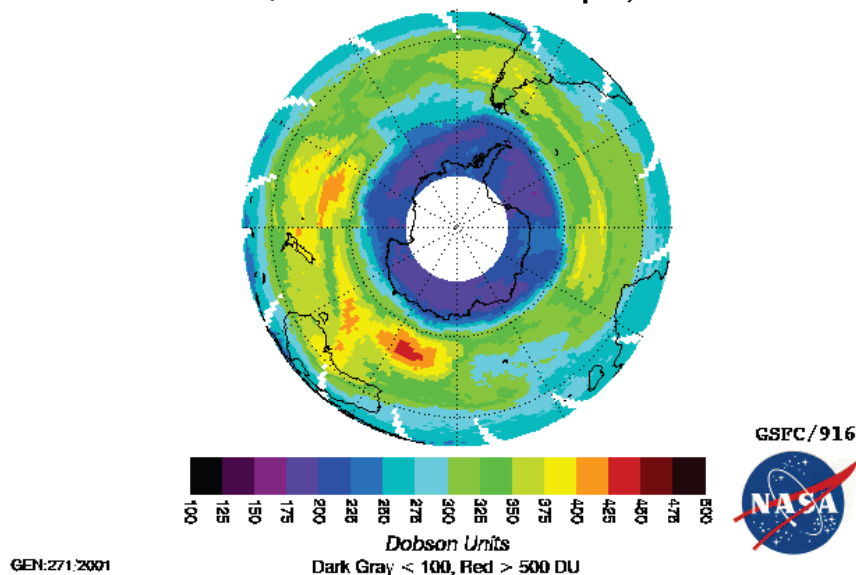 GSFC/916
NASA
100 125 150 175 200 225 250 275 300 325 350 375 400 425 450 475 500
Dobson Units
GEN:271/2001
Dark Gray < 100, Red > 500 DU